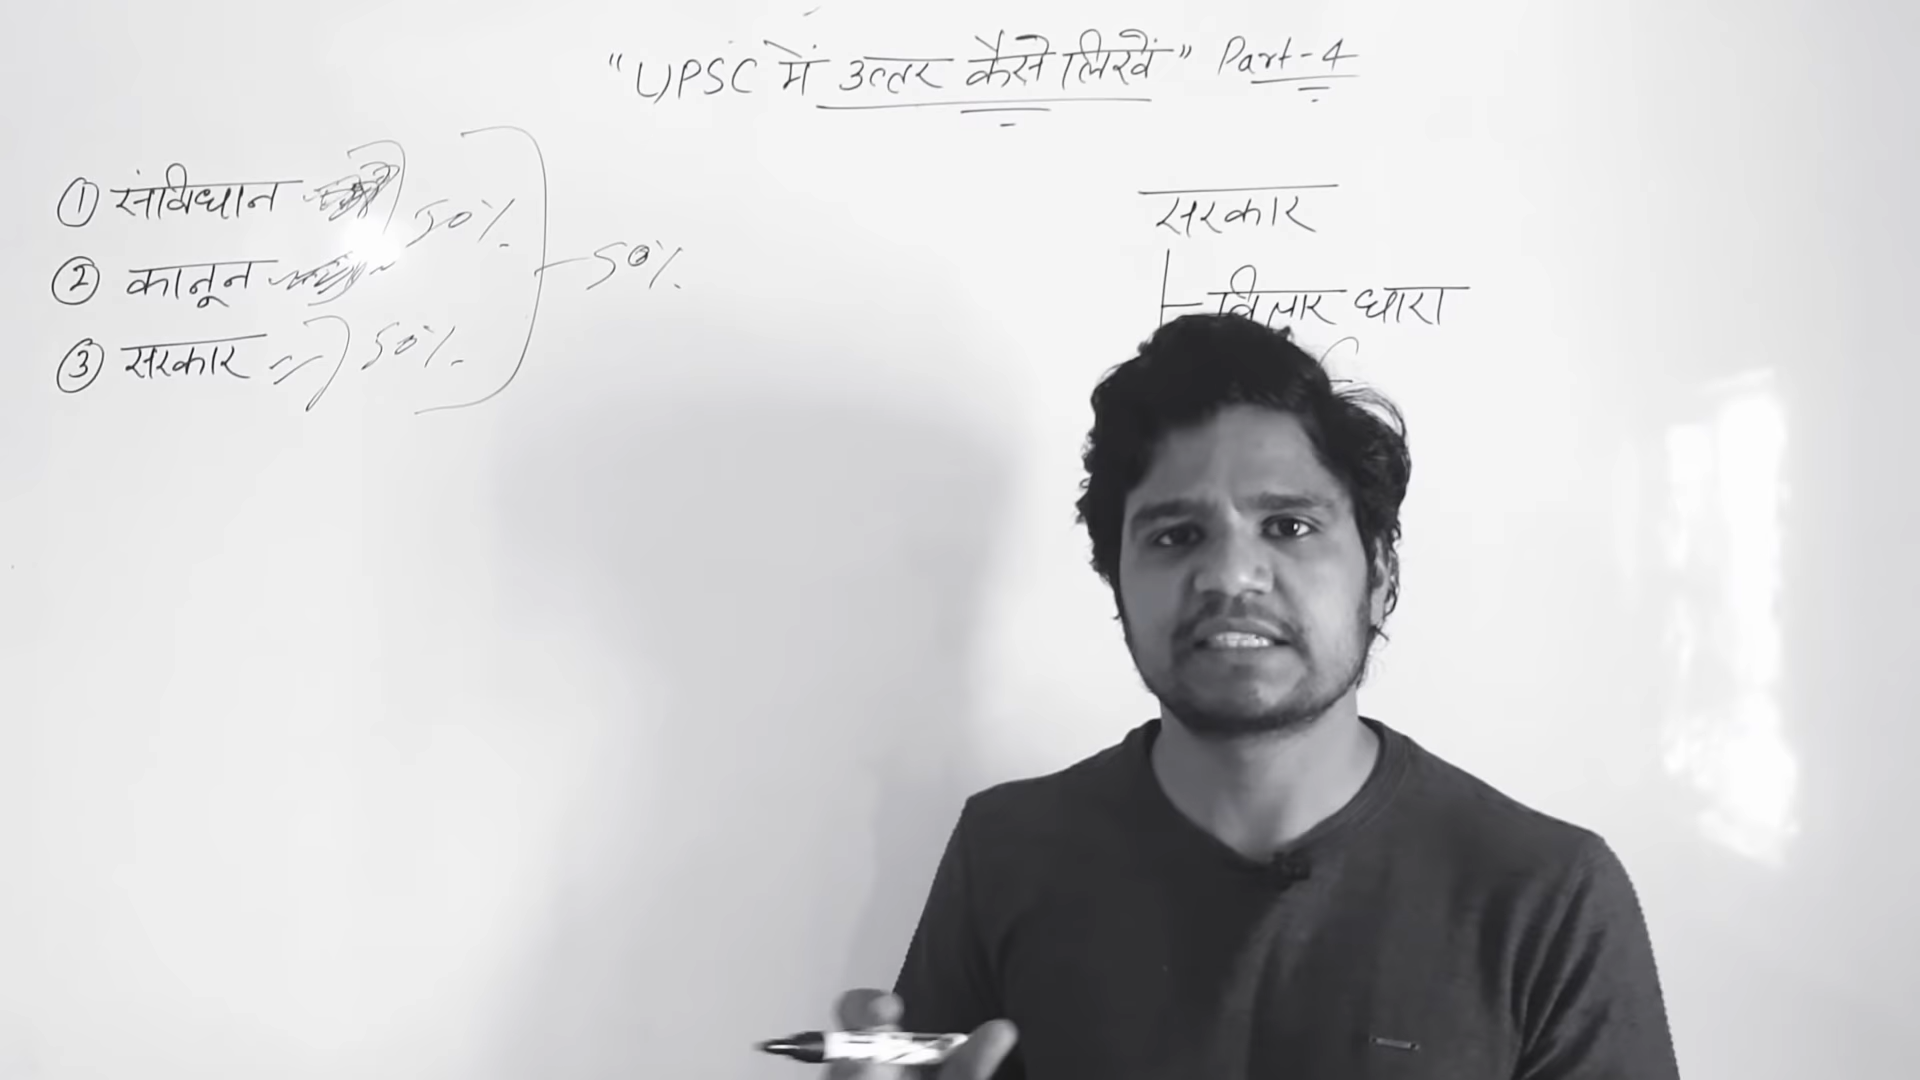 "UPSC में उत्तर कैसे लिखें" Part-4
① संविधान 50%.
② कानून
③ सरकार 50%.
50%.
सरकार
विचार धारा